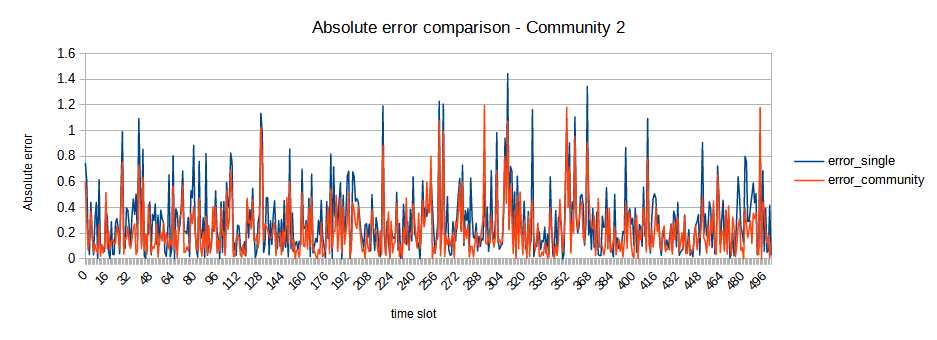 Absolute error comparison - Community 2
1.6
1.4
1.2
1
0.8
0.6
0.4
0.2
0
Absolute error
error_single
error_community
0 16 32 48 64 80 96 112 128 144 160 176 192 208 224 240 256 272 288 304 320 336 352 368 384 400 416 432 448 464 480 496
time slot